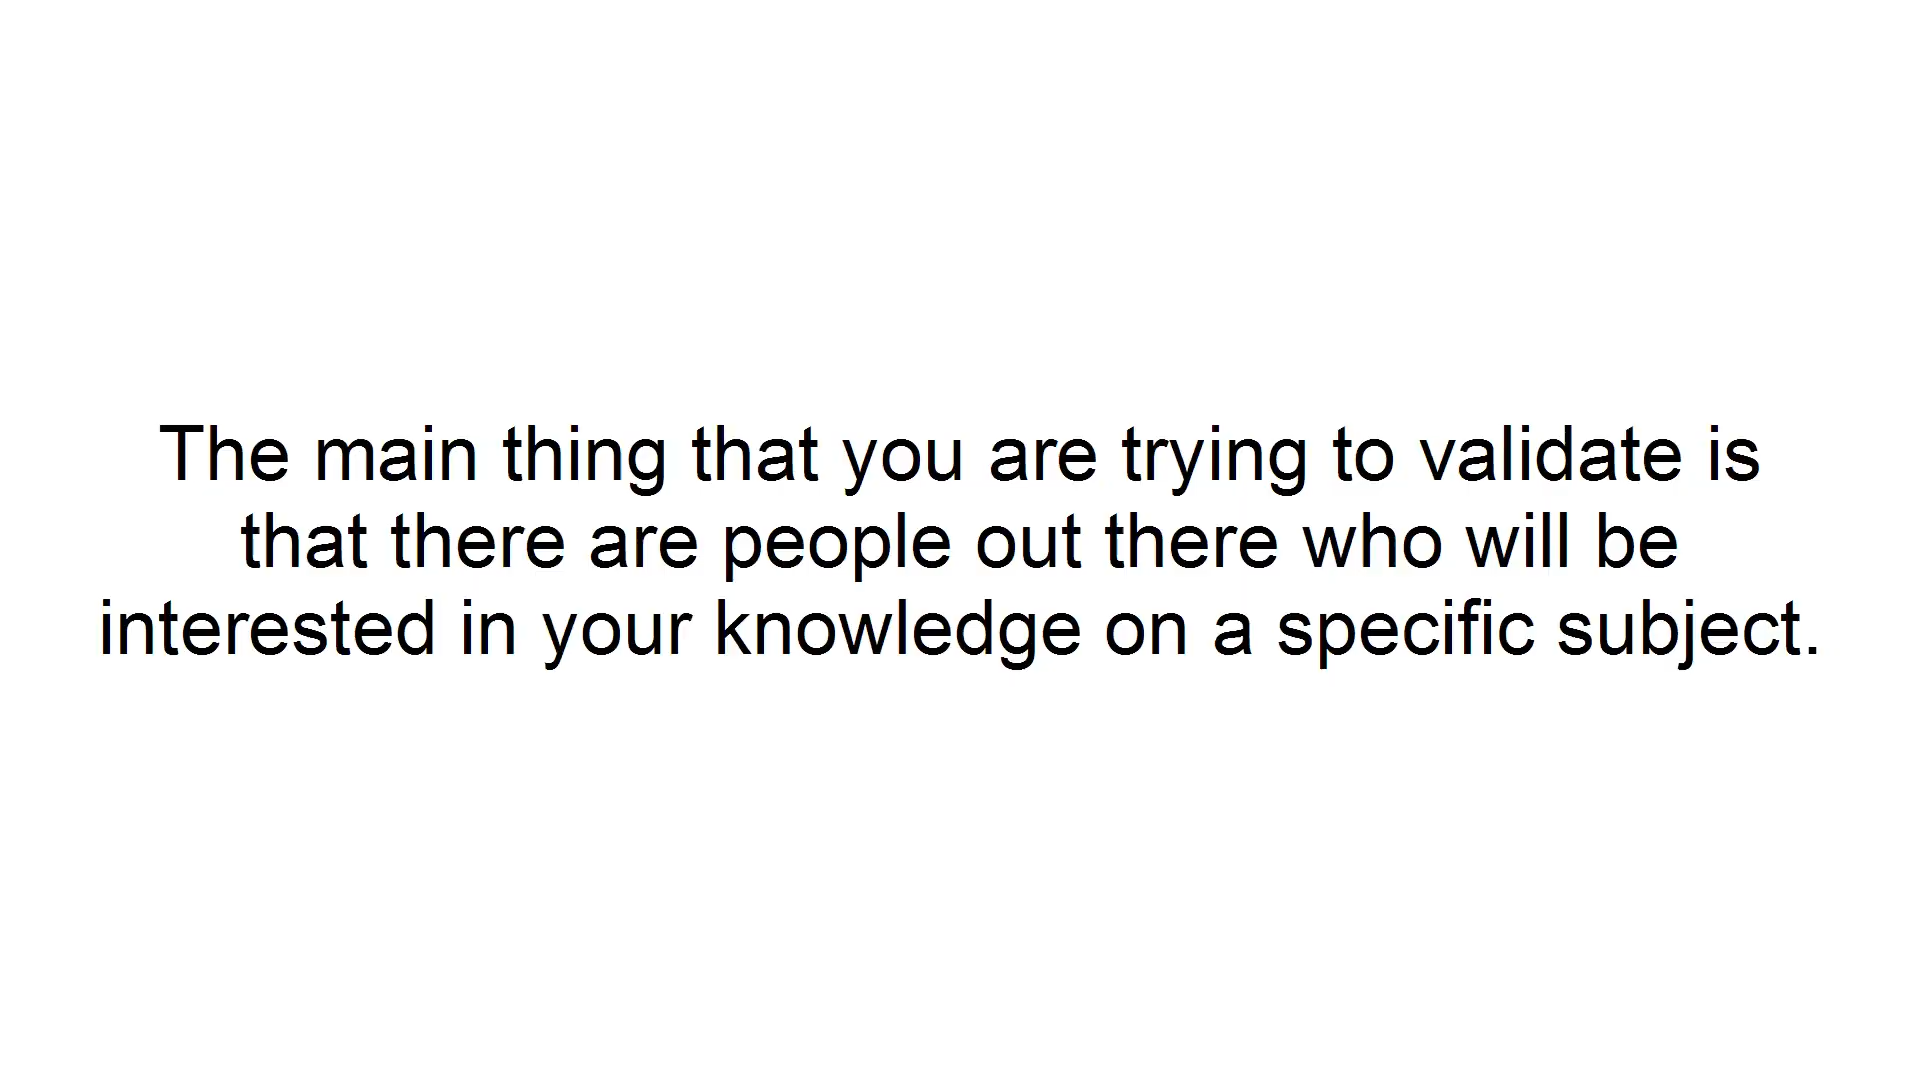 The main thing that you are trying to validate is
that there are people out there who will be
interested in your knowledge on a specific subject.